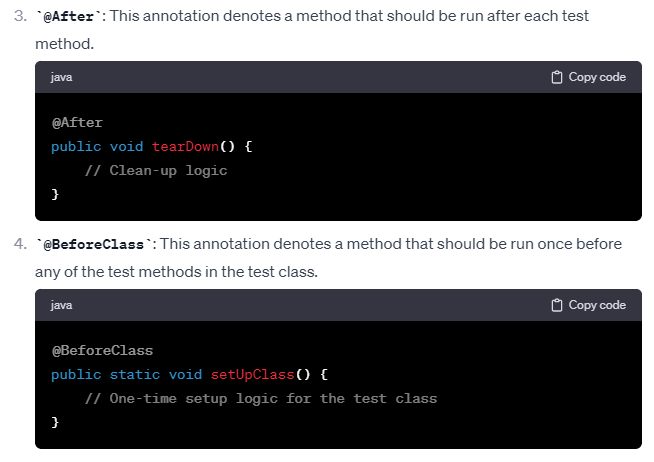 3. `@After`: This annotation denotes a method that should be run after each test
method.
java
Copy code
@After
public void tearDown() {
    // Clean-up logic
}
4. `@BeforeClass`: This annotation denotes a method that should be run once before
any of the test methods in the test class.
java
Copy code
@BeforeClass
public static void setUpClass() {
    // One-time setup logic for the test class
}